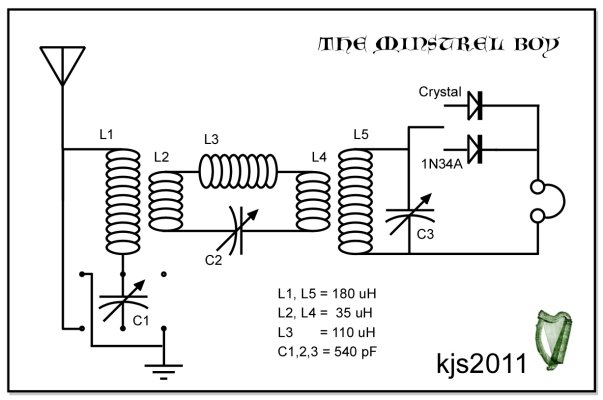 THE MINSTREL BOY
Crystal
L1
L3
L5
L2
L4
1N34A
C3
C2
C1
L1, L5 = 180 uH
L2, L4 = 35 uH
L3 = 110 uH
C1,2,3 = 540 pF
kjs2011